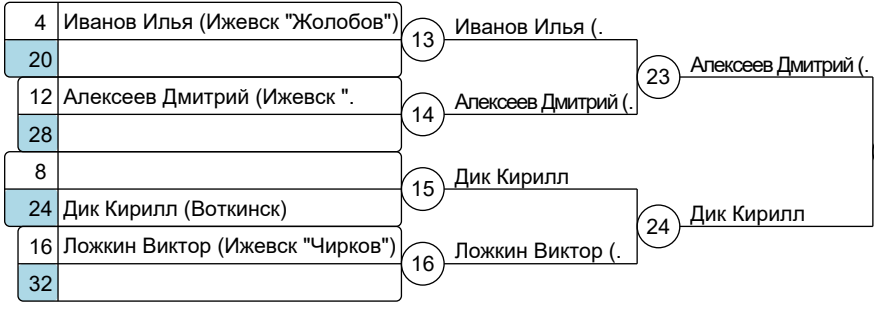 4 Иванов Илья (Ижевск "Жолобов")
20
13
Иванов Илья (.
12 Алексеев Дмитрий (Ижевск ".
28
14
Алексеев Дмитрий (.
23
Алексеев Дмитрий (.
8
24 Дик Кирилл (Воткинск)
15
Дик Кирилл
16 Ложкин Виктор (Ижевск "Чирков")
32
16
Ложкин Виктор (.
24
Дик Кирилл